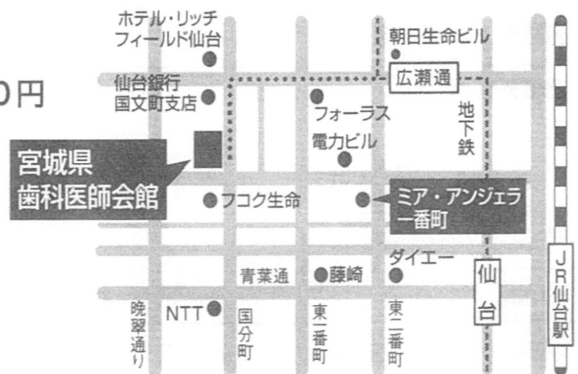 ホテル・リッチ
フィールド仙台
朝日生命ビル
0円
広瀬通
仙台銀行
国文町支店
フォーラス
地下鉄
電力ビル
宮城県
歯科医師会館
フコク生命
ミア・アンジェラ
一番町
ダイエー
青葉通
藤崎
仙台
JR仙台駅
晩翠通り
NTT
国分町
東一番町
東二番町